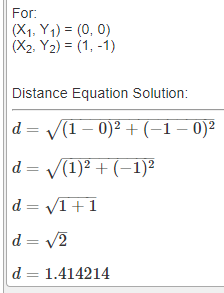 For:
(X₁, Y₁) = (0, 0)
(X₂, Y₂) = (1, -1)
Distance Equation Solution:
d = √((1 − 0)² + (−1 − 0)²)
d = √((1)² + (−1)²)
d = √(1 + 1)
d = √2
d = 1.414214